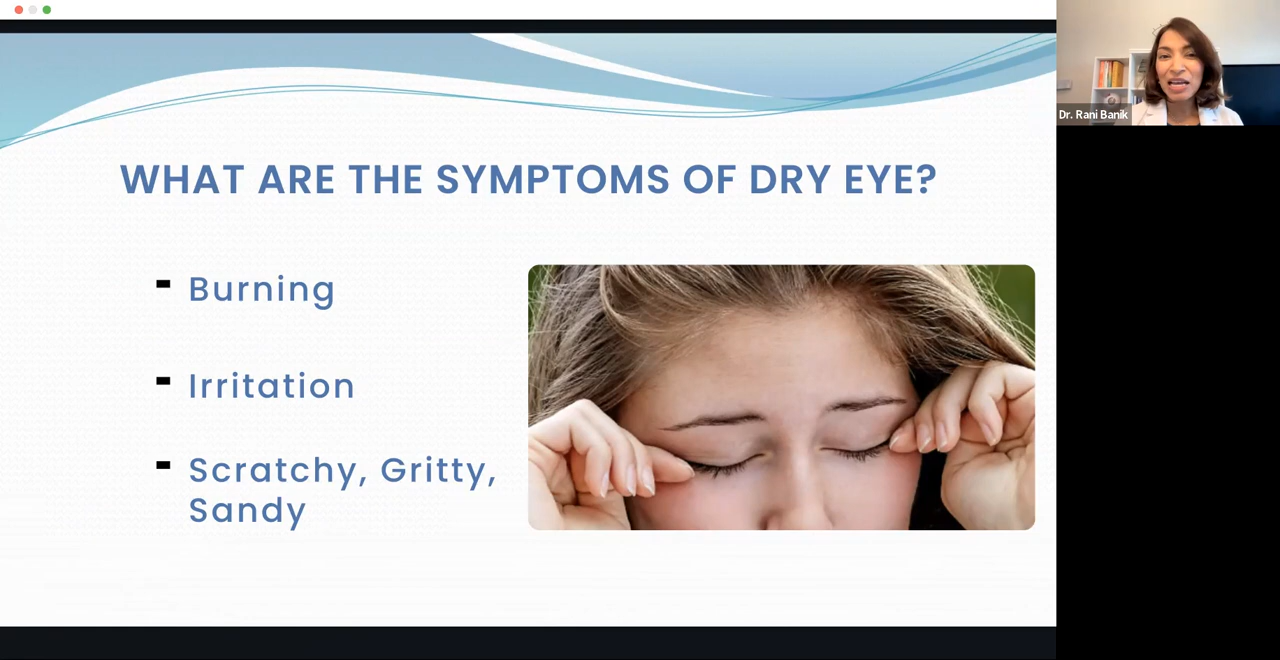 WHAT ARE THE SYMPTOMS OF DRY EYE?
- Burning
- Irritation
- Scratchy, Gritty,
Sandy
Dr. Rani Banik